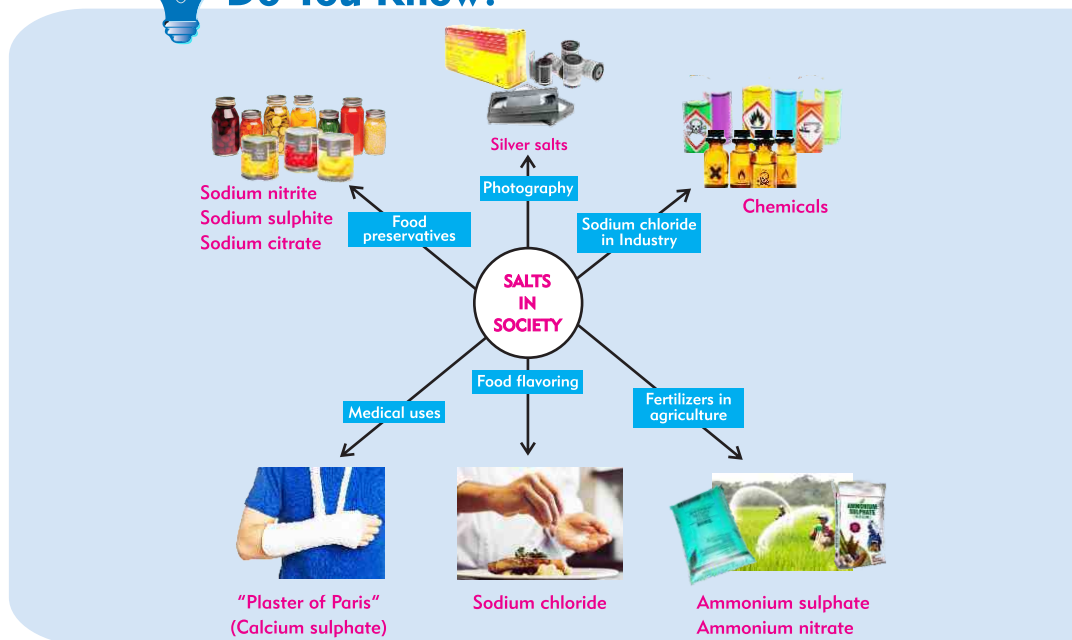 Do You Know?
Silver salts
Photography
Sodium nitrite
Sodium sulphite
Sodium citrate
Food
preservatives
Sodium chloride
in Industry
Chemicals
SALTS
IN
SOCIETY
Medical uses
Food flavoring
Fertilizers in
agriculture
"Plaster of Paris"
(Calcium sulphate)
Sodium chloride
AMMONIUM
SULPHATE
Ammonium sulphate
Ammonium nitrate